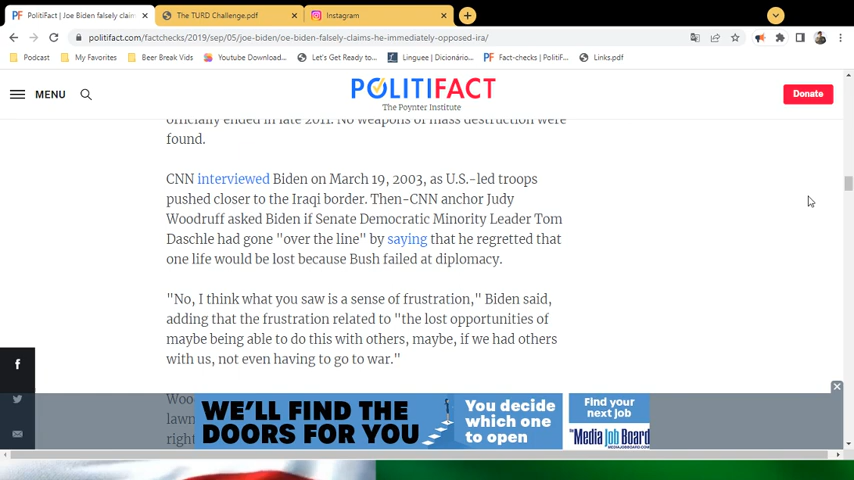 PolitiFact | Joe Biden falsely clain
The TURD Challenge.pdf
Instagram
politifact.com/factchecks/2019/sep/05/joe-biden/oe-biden-falsely-claims-he-immediately-opposed-ira/
Podcast
My Favorites
Beer Break Vids
Youtube Download...
Let's Get Ready to...
Linguee | Dicionário...
Fact-checks | PolitiF...
Links.pdf
MENU
POLITIFACT
The Poynter Institute
Donate
officially ended in late 2011. No weapons of mass destruction were
found.
CNN interviewed Biden on March 19, 2003, as U.S.-led troops
pushed closer to the Iraqi border. Then-CNN anchor Judy
Woodruff asked Biden if Senate Democratic Minority Leader Tom
Daschle had gone "over the line" by saying that he regretted that
one life would be lost because Bush failed at diplomacy.
"No, I think what you saw is a sense of frustration," Biden said,
adding that the frustration related to "the lost opportunities of
maybe being able to do this with others, maybe, if we had others
with us, not even having to go to war."
Woo
lawn
right
WE'LL FIND THE
DOORS FOR YOU
You decide
which one
to open
Find your
next job
MediaJobBoard
MEDIAJOBBOARD.COM